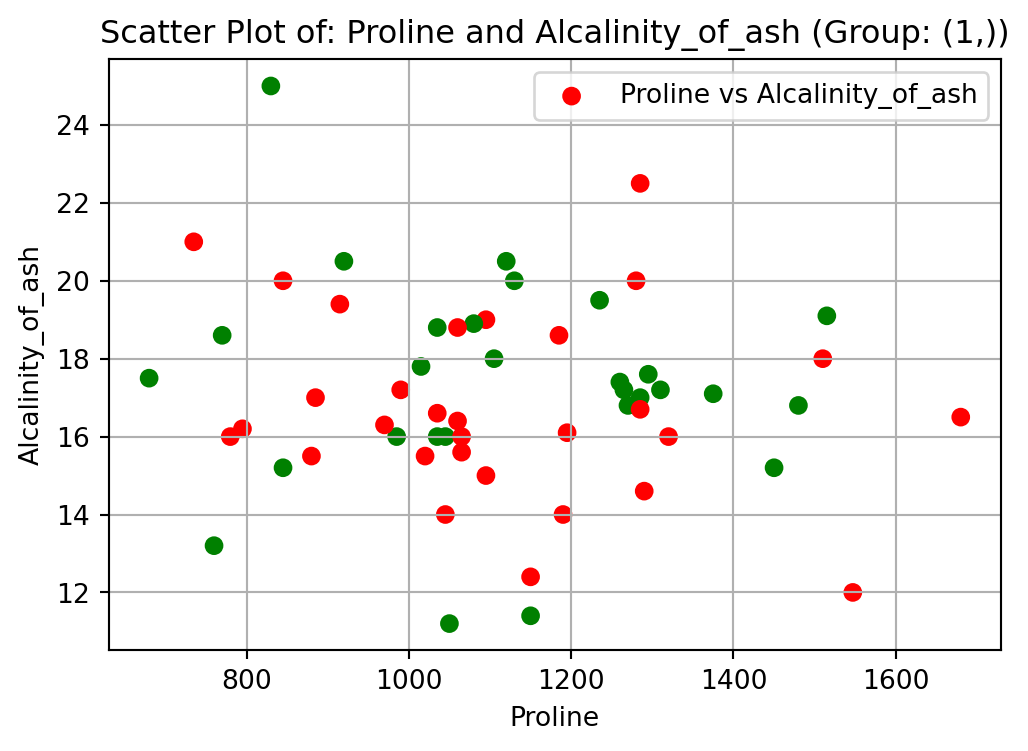 Scatter Plot of: Proline and Alcalinity_of_ash (Group: (1,))
Proline vs Alcalinity_of_ash
Alcalinity_of_ash
24
22
20
18
16
14
12
800 1000 1200 1400 1600
Proline